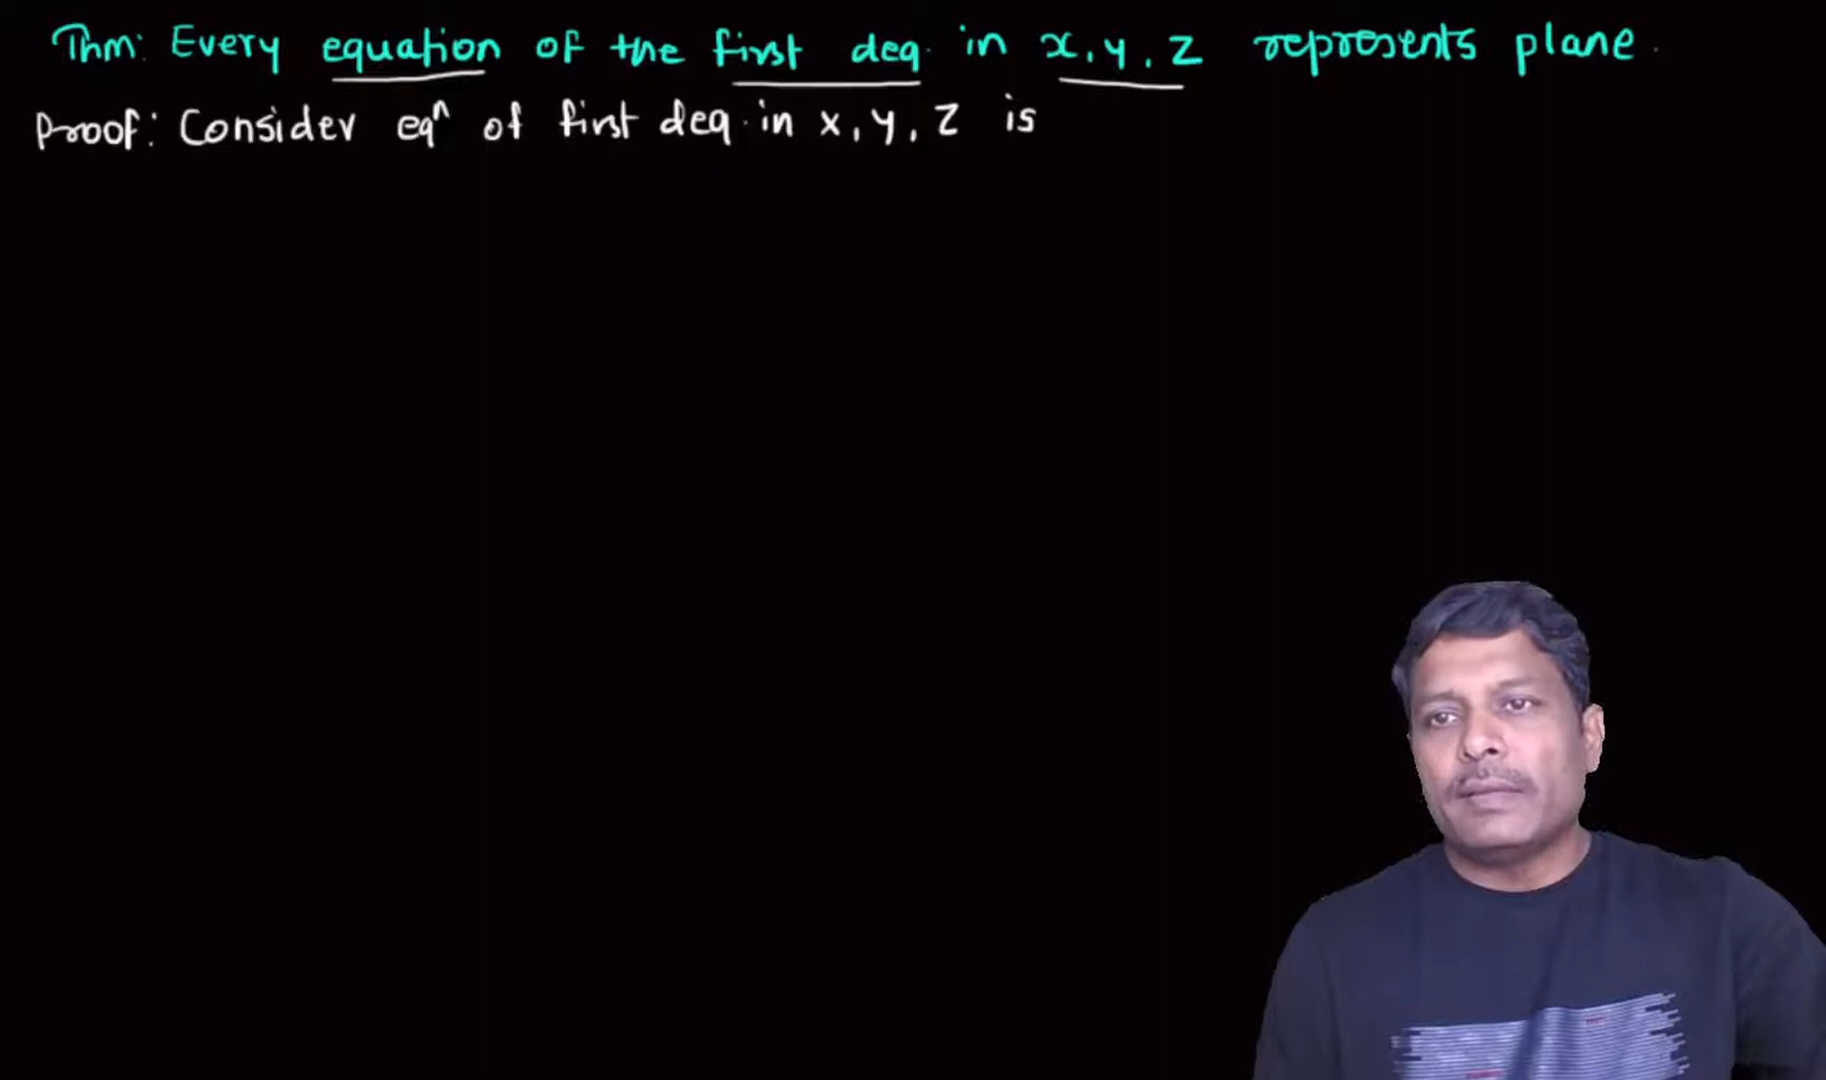 Thm: Every equation of the first deg. in x, y, z represents plane.
Proof: Consider eqⁿ of first deg. in x, y, z is